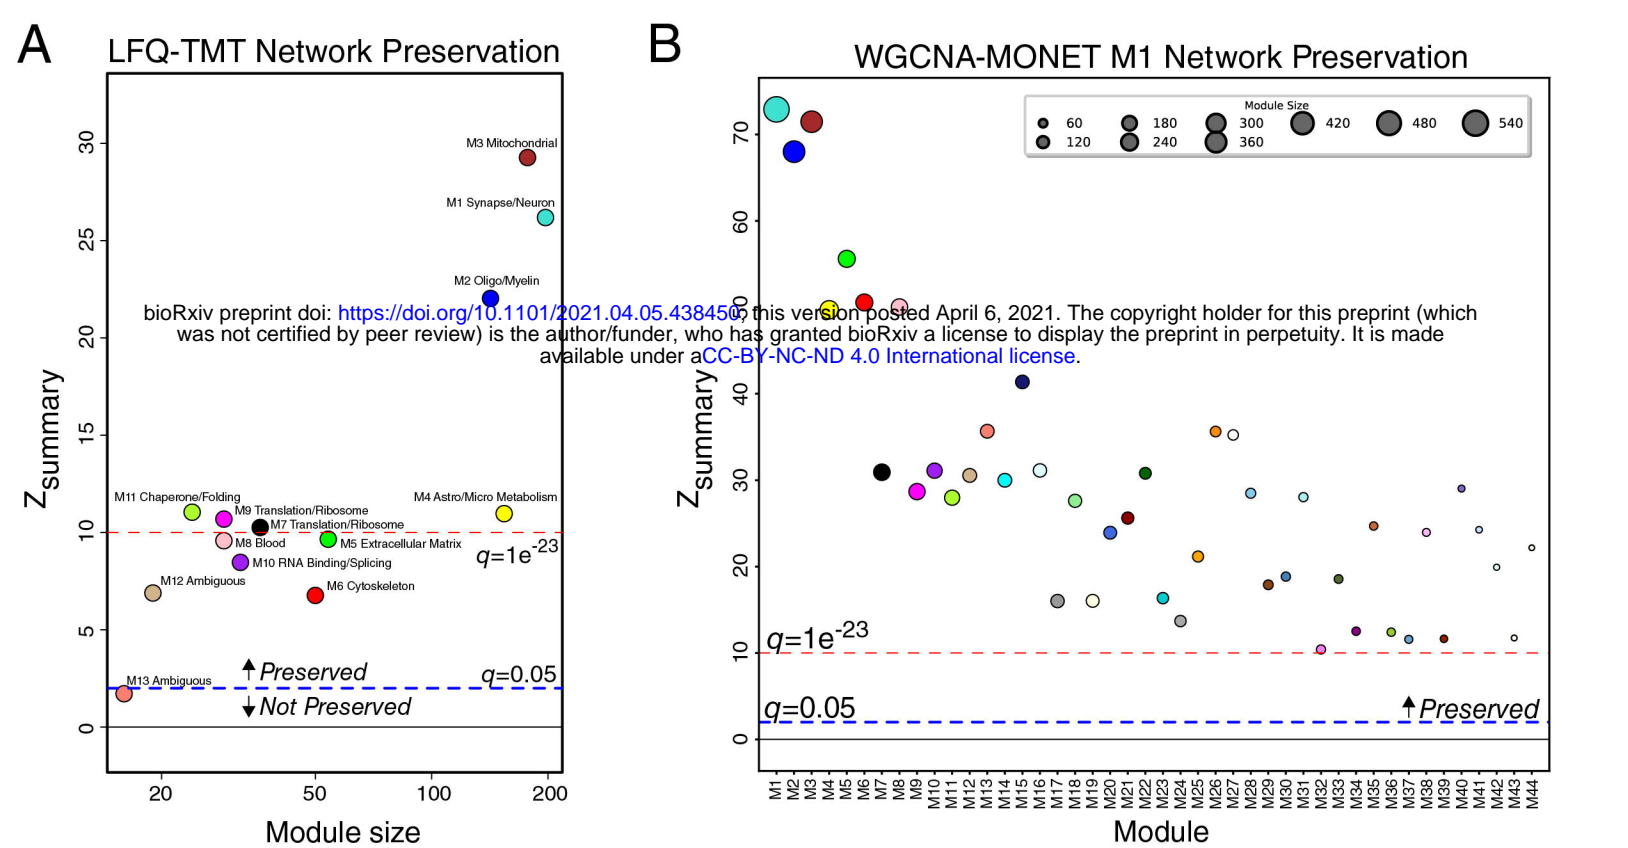 A
LFQ-TMT Network Preservation
B
WGCNA-MONET M1 Network Preservation
Zsummary
30
25
20
15
10
5
0
M3 Mitochondrial
M1 Synapse/Neuron
M2 Oligo/Myelin
M11 Chaperone/Folding
M4 Astro/Micro Metabolism
M9 Translation/Ribosome
M7 Translation/Ribosome
M8 Blood
M5 Extracellular Matrix
q=1e-23
M10 RNA Binding/Splicing
M12 Ambiguous
M6 Cytoskeleton
Preserved
q=0.05
M13 Ambiguous
Not Preserved
20 50 100 200
Module size
bioRxiv preprint doi: https://doi.org/10.1101/2021.04.05.438450; this version posted April 6, 2021. The copyright holder for this preprint (which
was not certified by peer review) is the author/funder, who has granted bioRxiv a license to display the preprint in perpetuity. It is made
available under aCC-BY-NC-ND 4.0 International license.
Zsummary
70
60
40
30
20
10
0
Module Size
60 180 300 420 480 540
120 240 360
q=1e-23
q=0.05
Preserved
M1 M2 M3 M4 M5 M6 M7 M8 M9 M10 M11 M12 M13 M15 M14 M16 M17 M18 M19 M20 M21 M22 M23 M24 M25 M26 M27 M28 M29 M30 M31 M32 M33 M34 M35 M36 M37 M38 M39 M40 M41 M42 M43 M44
Module